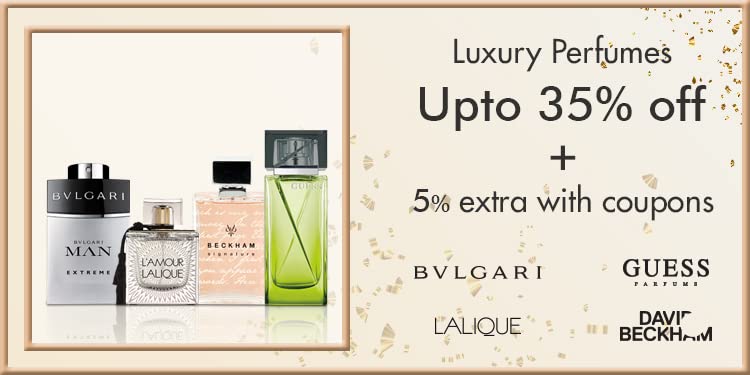 BVLGARI
BVLGARI
MAN
EXTREME
L'AMOUR
LALIQUE
BECKHAM
signature
GUESS
Luxury Perfumes
Upto 35% off
+
5% extra with coupons
BVLGARI
GUESS
PARFUMS
LALIQUE
DAVID
BECKHAM